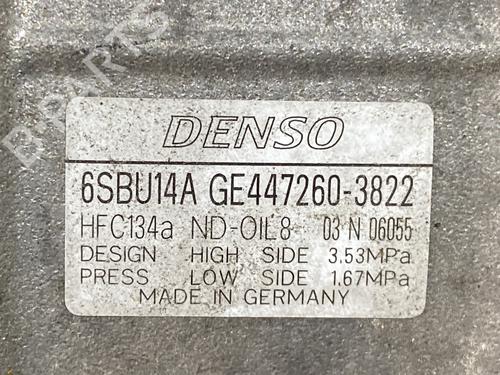 B-PARTS
DENSO
6SBU14A GE447260-3822
HFC134a ND-OIL8 03 N 06055
DESIGN HIGH SIDE 3.53MPa
PRESS LOW SIDE 1.67MPa
MADE IN GERMANY